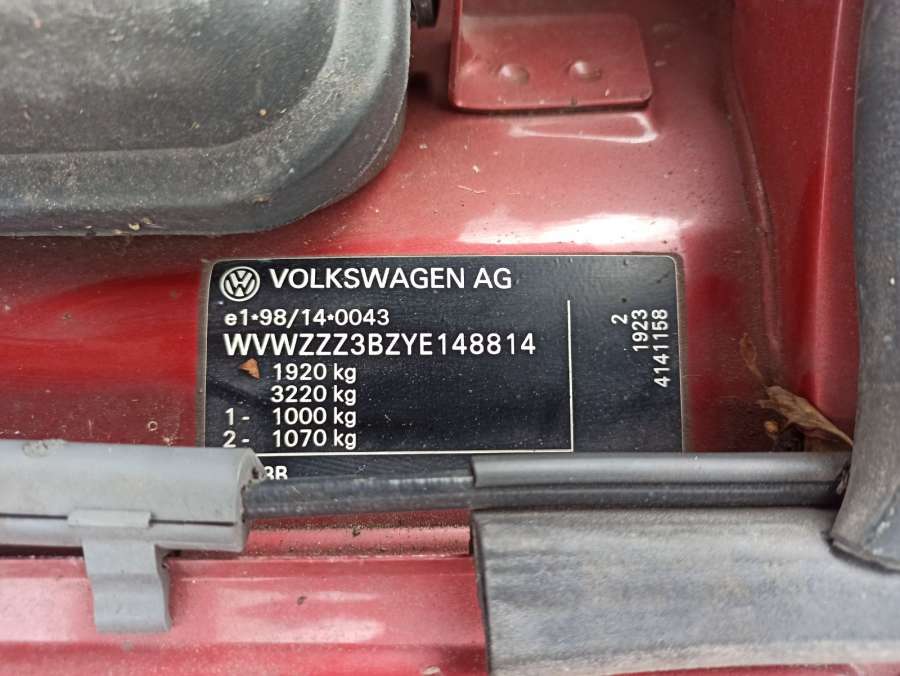 VOLKSWAGEN AG
e1*98/14*0043
WVWZZZ3BZYE148814
1920 kg
3220 kg
1- 1000 kg
2- 1070 kg
3B
2
1923
4141158